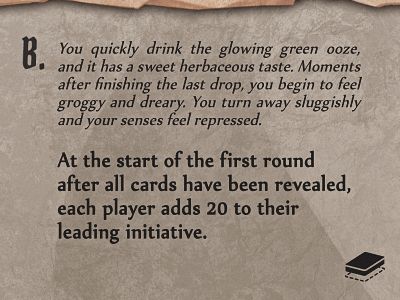 B. You quickly drink the glowing green ooze,
and it has a sweet herbaceous taste. Moments
after finishing the last drop, you begin to feel
groggy and dreary. You turn away sluggishly
and your senses feel repressed.
At the start of the first round
after all cards have been revealed,
each player adds 20 to their
leading initiative.